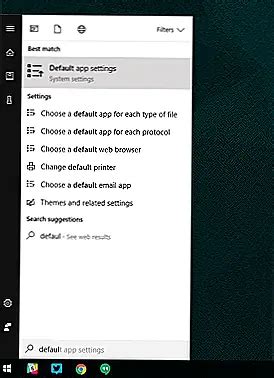 Filters
Best match
Default app settings
System settings
Settings
Choose a default app for each type of file
Choose a default app for each protocol
Choose a default web browser
Change default printer
Choose a default email app
Themes and related settings
Search suggestions
defaul - See web results
default app settings